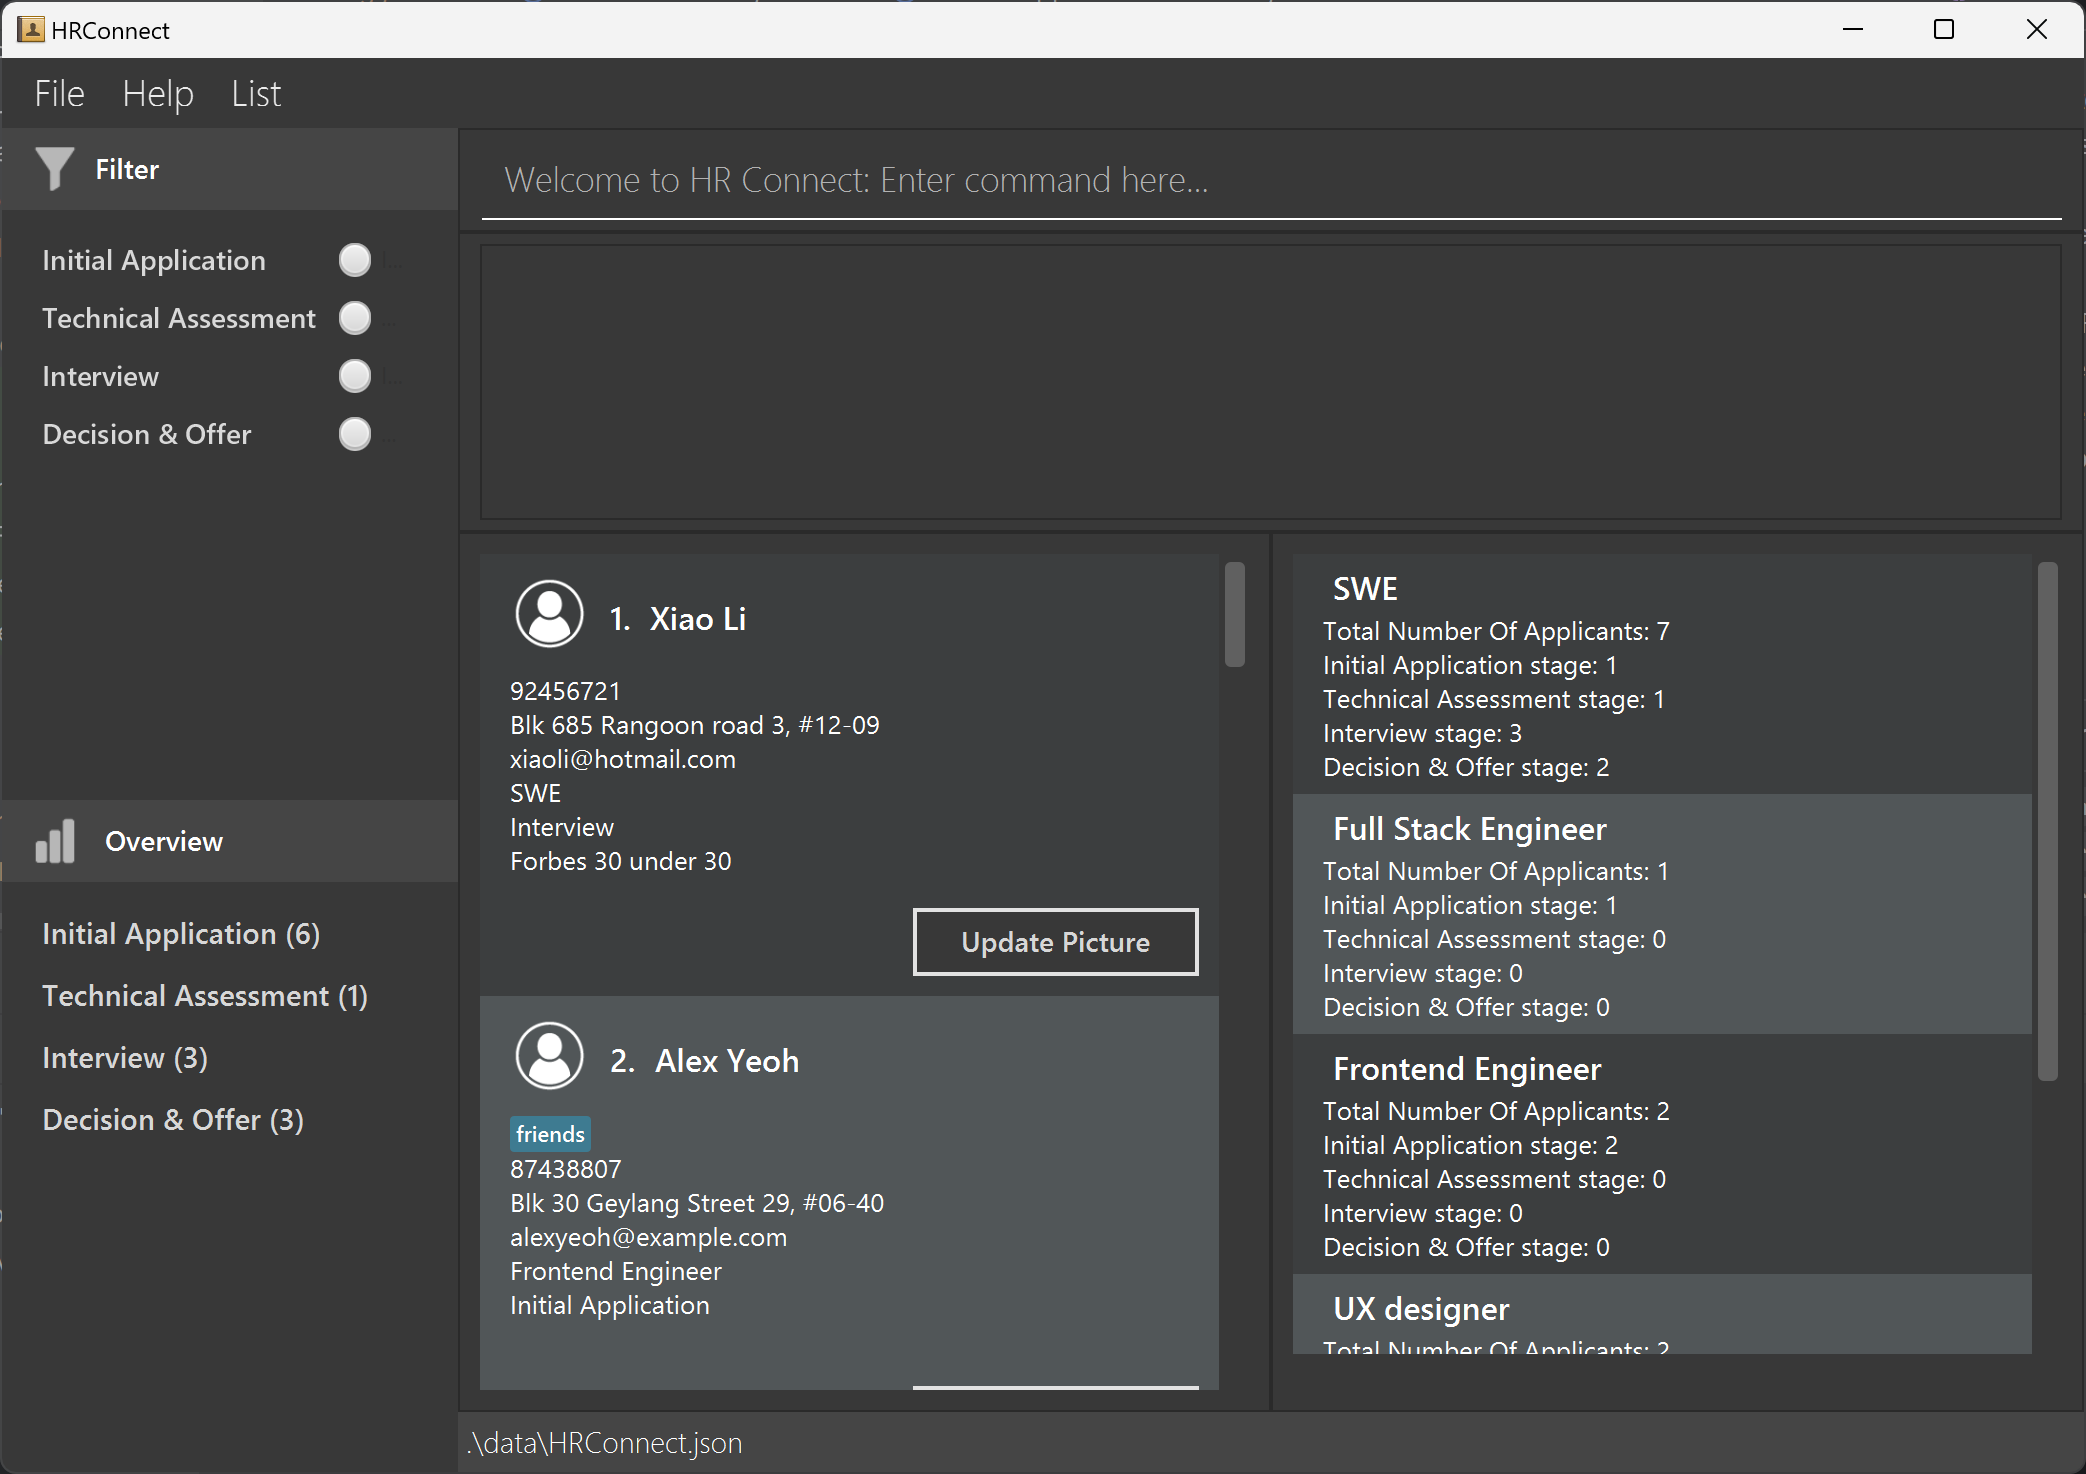 HRConnect
File Help List
Filter
Initial Application
Technical Assessment
Interview
Decision & Offer
Overview
Initial Application (6)
Technical Assessment (1)
Interview (3)
Decision & Offer (3)
Welcome to HR Connect: Enter command here...
1. Xiao Li
92456721
Blk 685 Rangoon road 3, #12-09
xiaoli@hotmail.com
SWE
Interview
Forbes 30 under 30
Update Picture
2. Alex Yeoh
friends
87438807
Blk 30 Geylang Street 29, #06-40
alexyeoh@example.com
Frontend Engineer
Initial Application
SWE
Total Number Of Applicants: 7
Initial Application stage: 1
Technical Assessment stage: 1
Interview stage: 3
Decision & Offer stage: 2
Full Stack Engineer
Total Number Of Applicants: 1
Initial Application stage: 1
Technical Assessment stage: 0
Interview stage: 0
Decision & Offer stage: 0
Frontend Engineer
Total Number Of Applicants: 2
Initial Application stage: 2
Technical Assessment stage: 0
Interview stage: 0
Decision & Offer stage: 0
UX designer
Total Number Of Applicants: 2
.\data\HRConnect.json